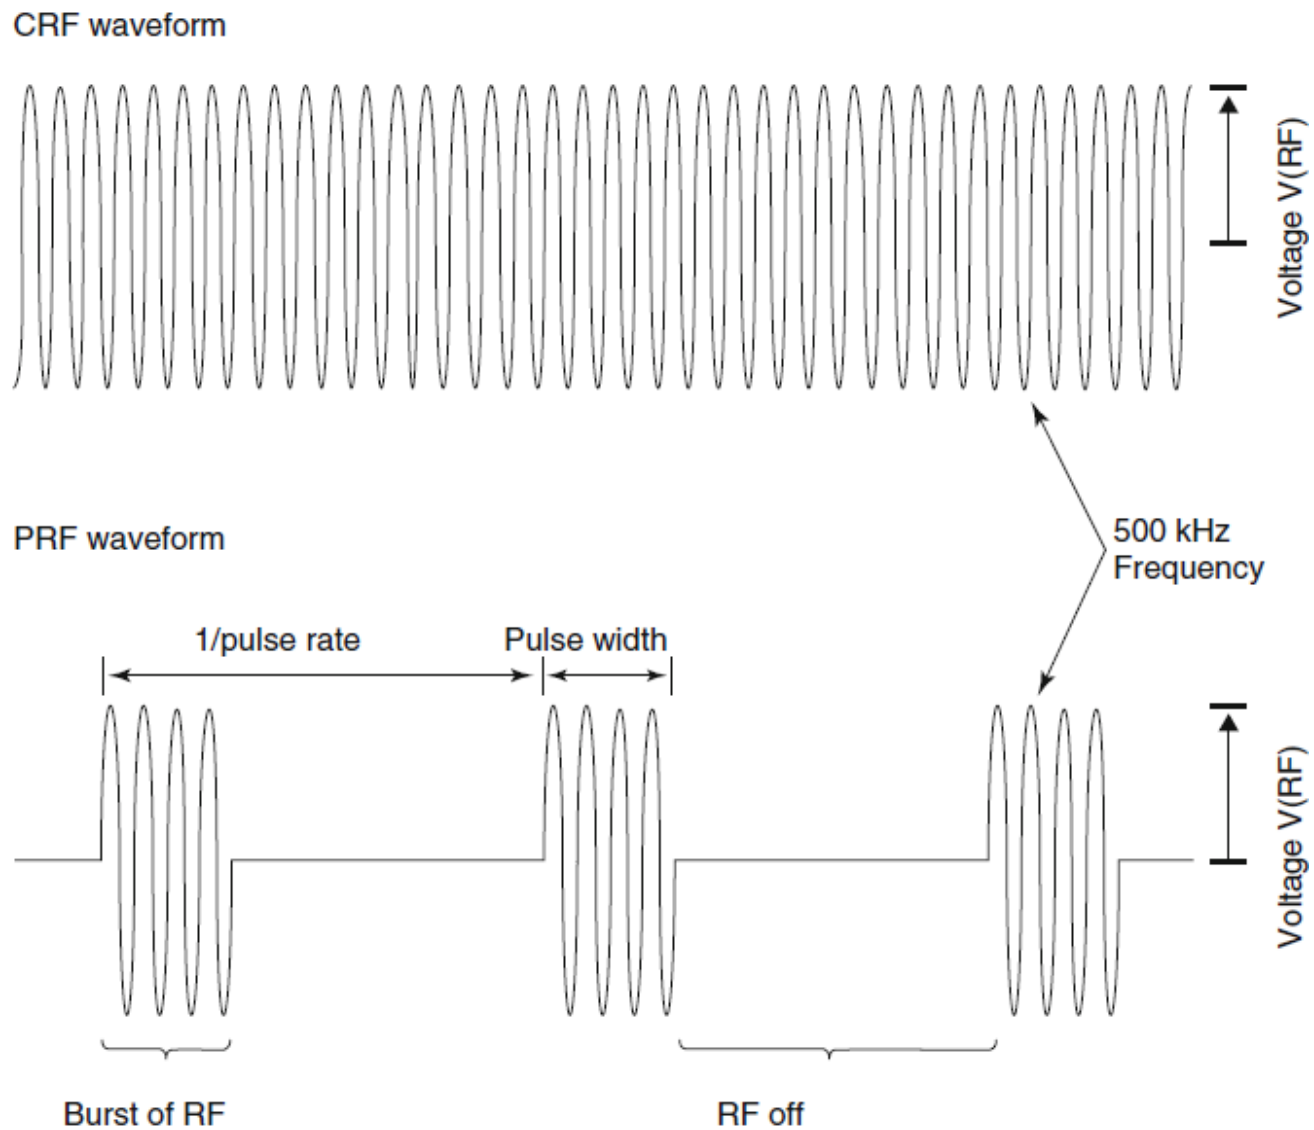 CRF waveform
Voltage V(RF)
PRF waveform
500 kHz
Frequency
1/pulse rate
Pulse width
Voltage V(RF)
Burst of RF
RF off